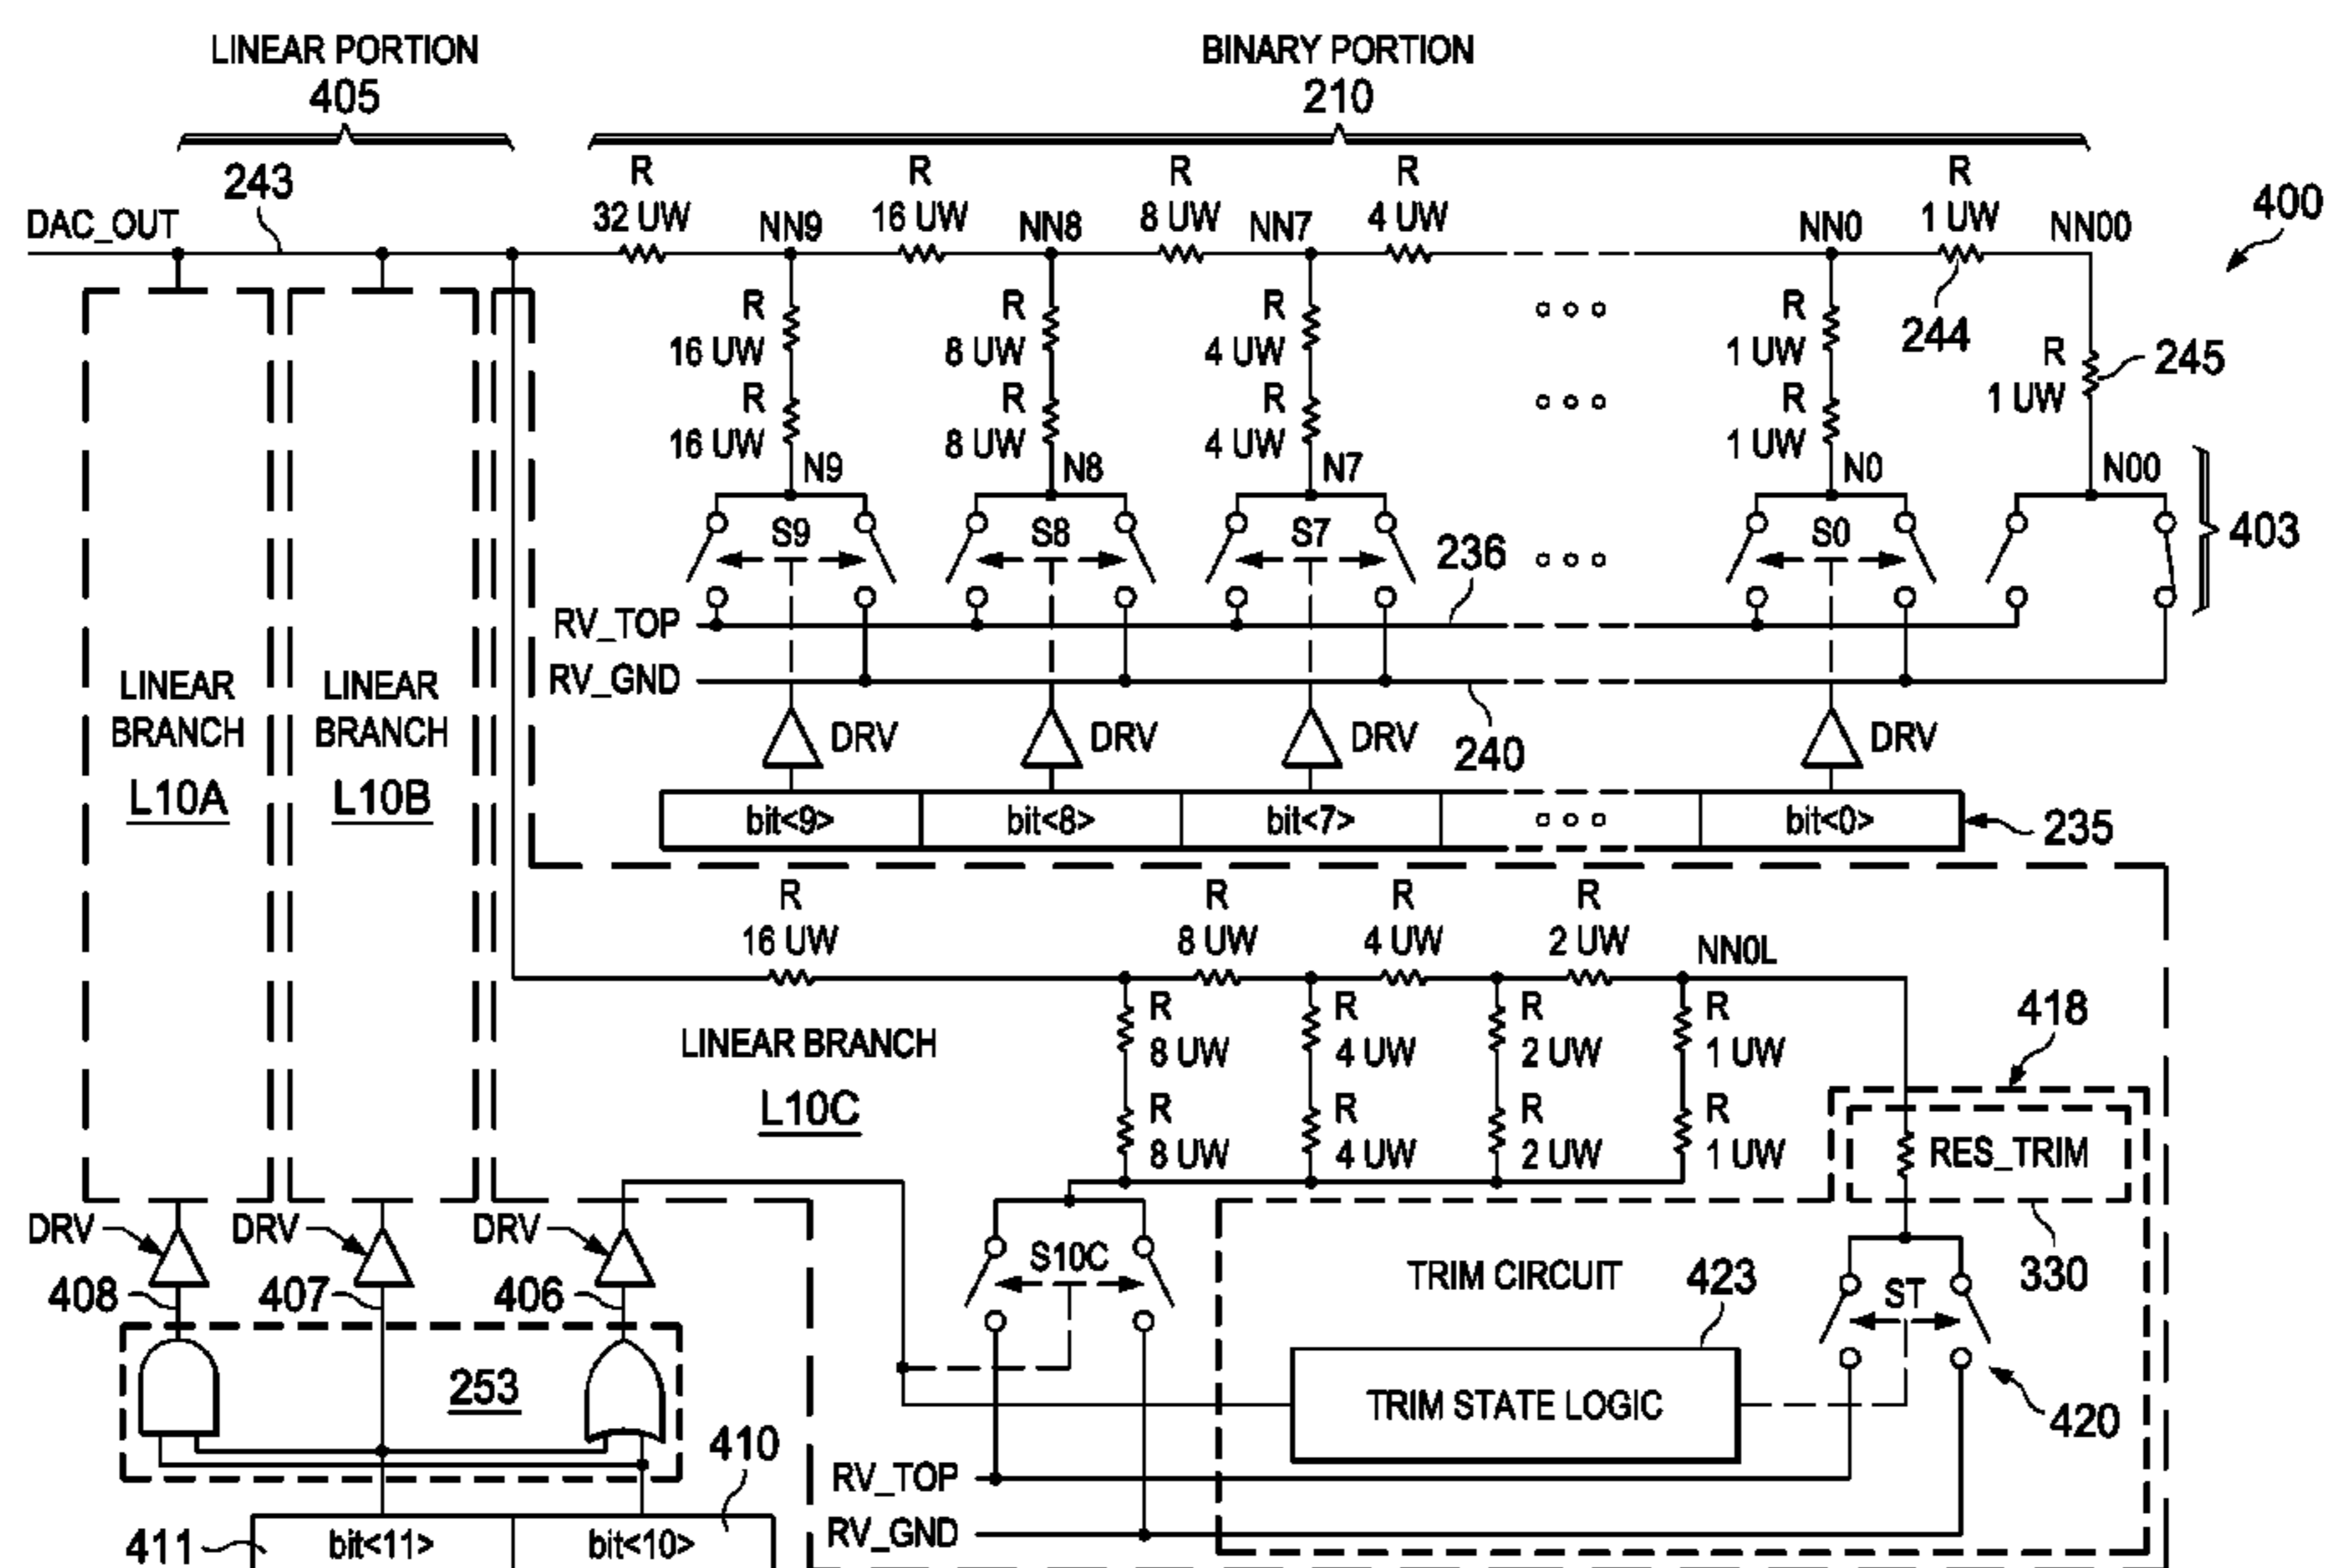 LINEAR PORTION
405
BINARY PORTION
210
400
243
DAC_OUT
R
32 UW
NN9
R
16 UW
NN8
R
8 UW
NN7
R
4 UW
NN0
R
1 UW
NN00
244
R
16 UW
R
16 UW
N9
R
8 UW
R
8 UW
N8
R
4 UW
R
4 UW
N7
R
1 UW
R
1 UW
N0
R
1 UW
245
N00
403
S9
S8
S7
S0
236
RV_TOP
RV_GND
240
DRV
DRV
DRV
DRV
bit<9>
bit<8>
bit<7>
bit<0>
235
LINEAR
BRANCH
L10A
LINEAR
BRANCH
L10B
R
16 UW
R
8 UW
R
4 UW
R
2 UW
NN0L
R
8 UW
R
8 UW
R
4 UW
R
4 UW
R
2 UW
R
2 UW
R
1 UW
R
1 UW
LINEAR BRANCH
L10C
418
RES_TRIM
330
DRV
408
DRV
407
DRV
406
253
S10C
TRIM CIRCUIT
423
TRIM STATE LOGIC
ST
420
RV_TOP
RV_GND
410
411
bit<11>
bit<10>